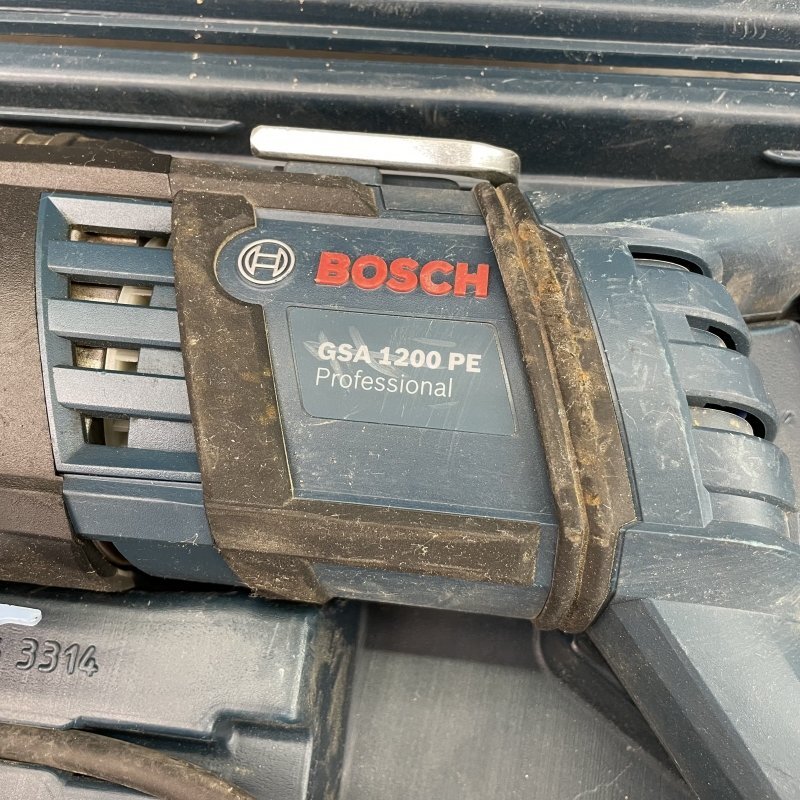 BOSCH
GSA 1200 PE
Professional
3314